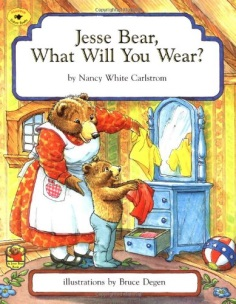 Jesse Bear,
What Will You Wear?
by Nancy White Carlstrom
illustrations by Bruce Degen